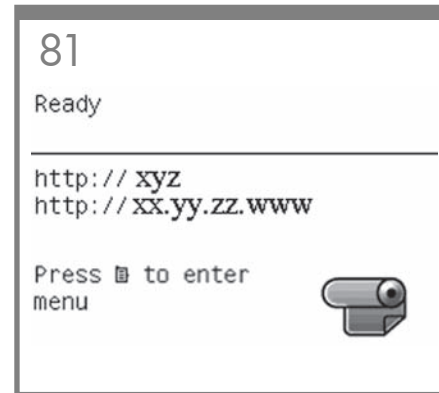 81
Ready
http:// xyz
http:// xx.yy.zz.www
Press to enter
menu